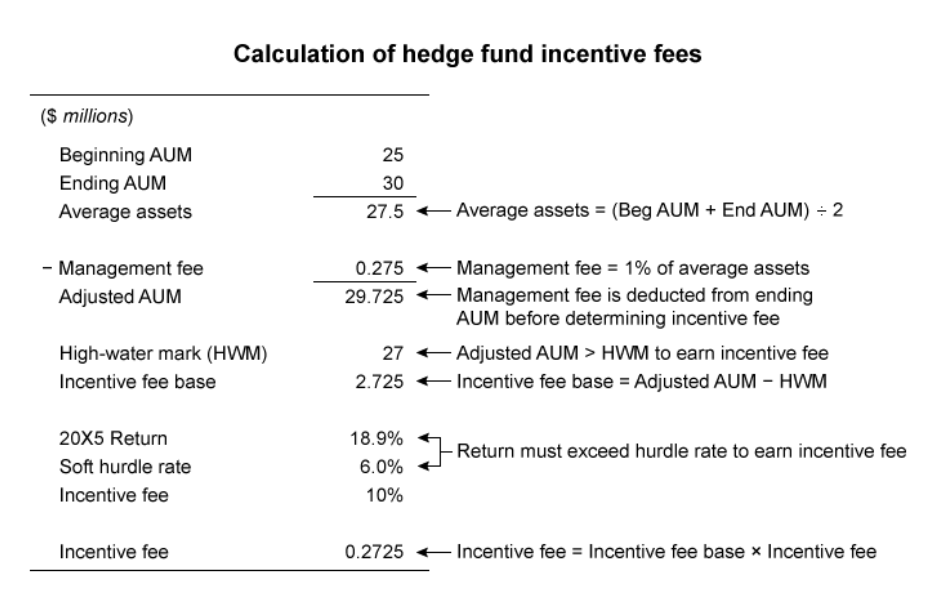 Calculation of hedge fund incentive fees
($ millions)
Beginning AUM 25
Ending AUM 30
Average assets 27.5 Average assets = (Beg AUM + End AUM) ÷ 2
− Management fee 0.275 Management fee = 1% of average assets
Adjusted AUM 29.725 Management fee is deducted from ending
AUM before determining incentive fee
High-water mark (HWM) 27 Adjusted AUM > HWM to earn incentive fee
Incentive fee base 2.725 Incentive fee base = Adjusted AUM − HWM
20X5 Return 18.9%
Return must exceed hurdle rate to earn incentive fee
Soft hurdle rate 6.0%
Incentive fee 10%
Incentive fee 0.2725 Incentive fee = Incentive fee base × Incentive fee